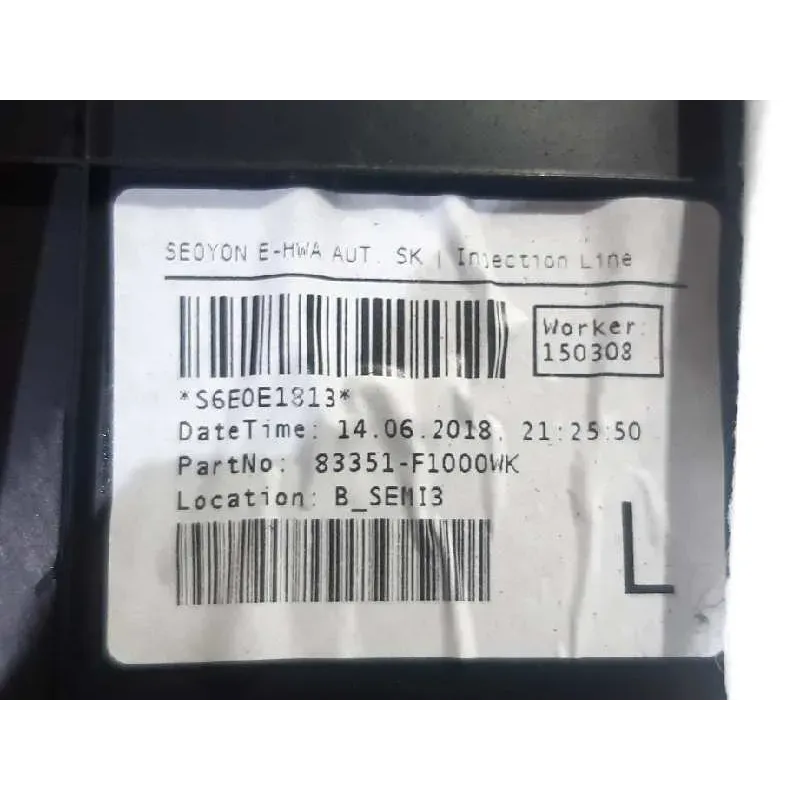 SEOYON E-HWA AUT. SK | Injection Line
Worker:
150308
*S6E0E1813*
DateTime: 14.06.2018. 21:25:50
PartNo: 83351-F1000WK
Location: B_SEMI3
L